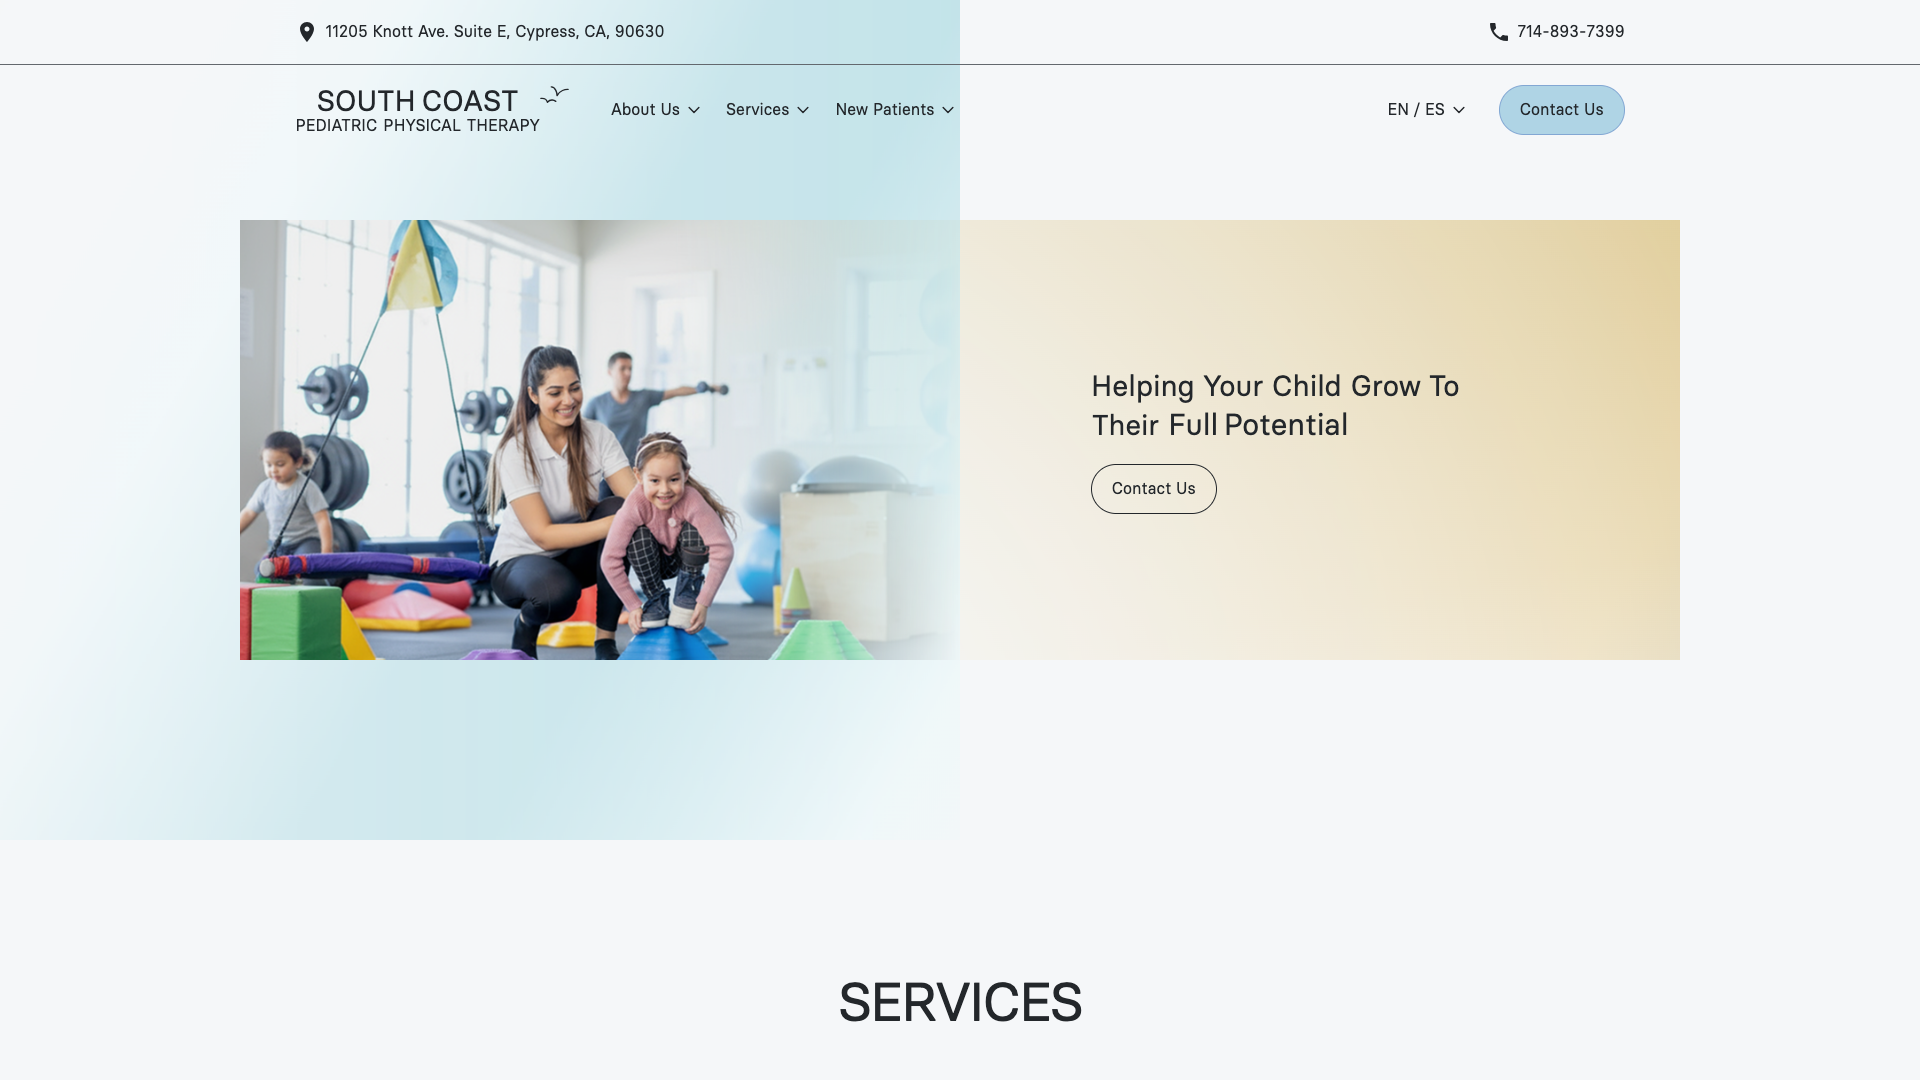 11205 Knott Ave. Suite E, Cypress, CA, 90630
714-893-7399
SOUTH COAST
PEDIATRIC PHYSICAL THERAPY
About Us
Services
New Patients
EN / ES
Contact Us
Helping Your Child Grow To
Their Full Potential
Contact Us
SERVICES